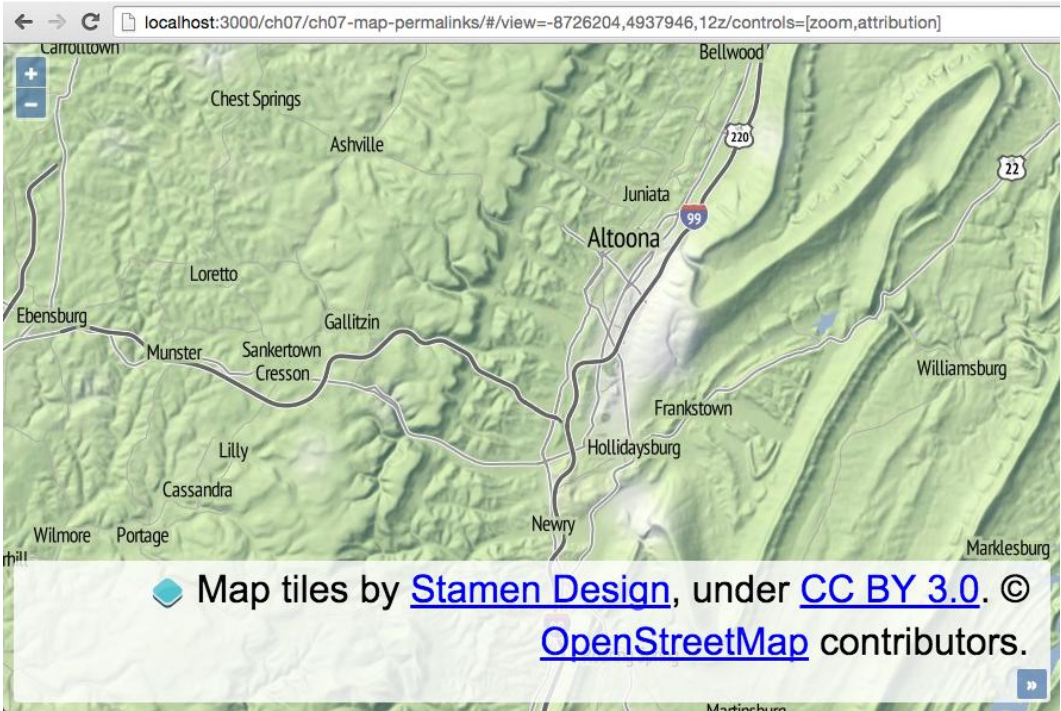 localhost:3000/ch07/ch07-map-permalinks/#/view=-8726204,4937946,12z/controls=[zoom,attribution]
Carrolltown
Bellwood
+
−
Chest Springs
220
Ashville
22
Juniata
99
Altoona
Loretto
Ebensburg
Gallitzin
Munster
Sankertown
Cresson
Williamsburg
Frankstown
Hollidaysburg
Lilly
Cassandra
Newry
Wilmore
Portage
Marklesburg
Map tiles by Stamen Design, under CC BY 3.0. ©
OpenStreetMap contributors.
»
Martinsburg